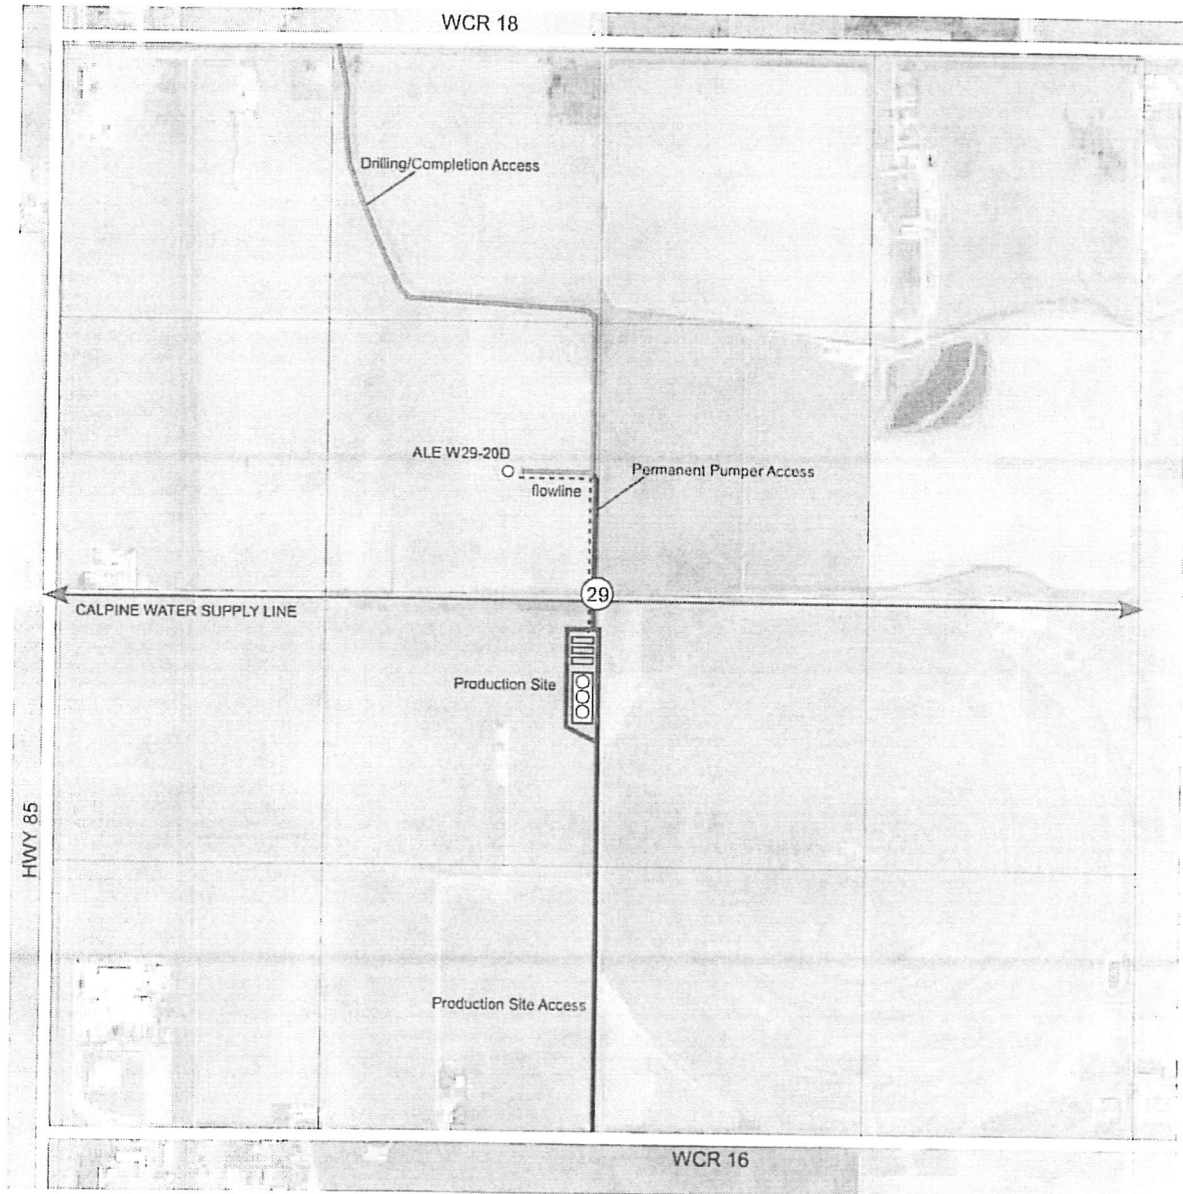 WCR 18
Drilling/Completion Access
ALE W29-20D
Permanent Pumper Access
flowline
29
CALPINE WATER SUPPLY LINE
Production Site
HWY 85
Production Site Access
WCR 16